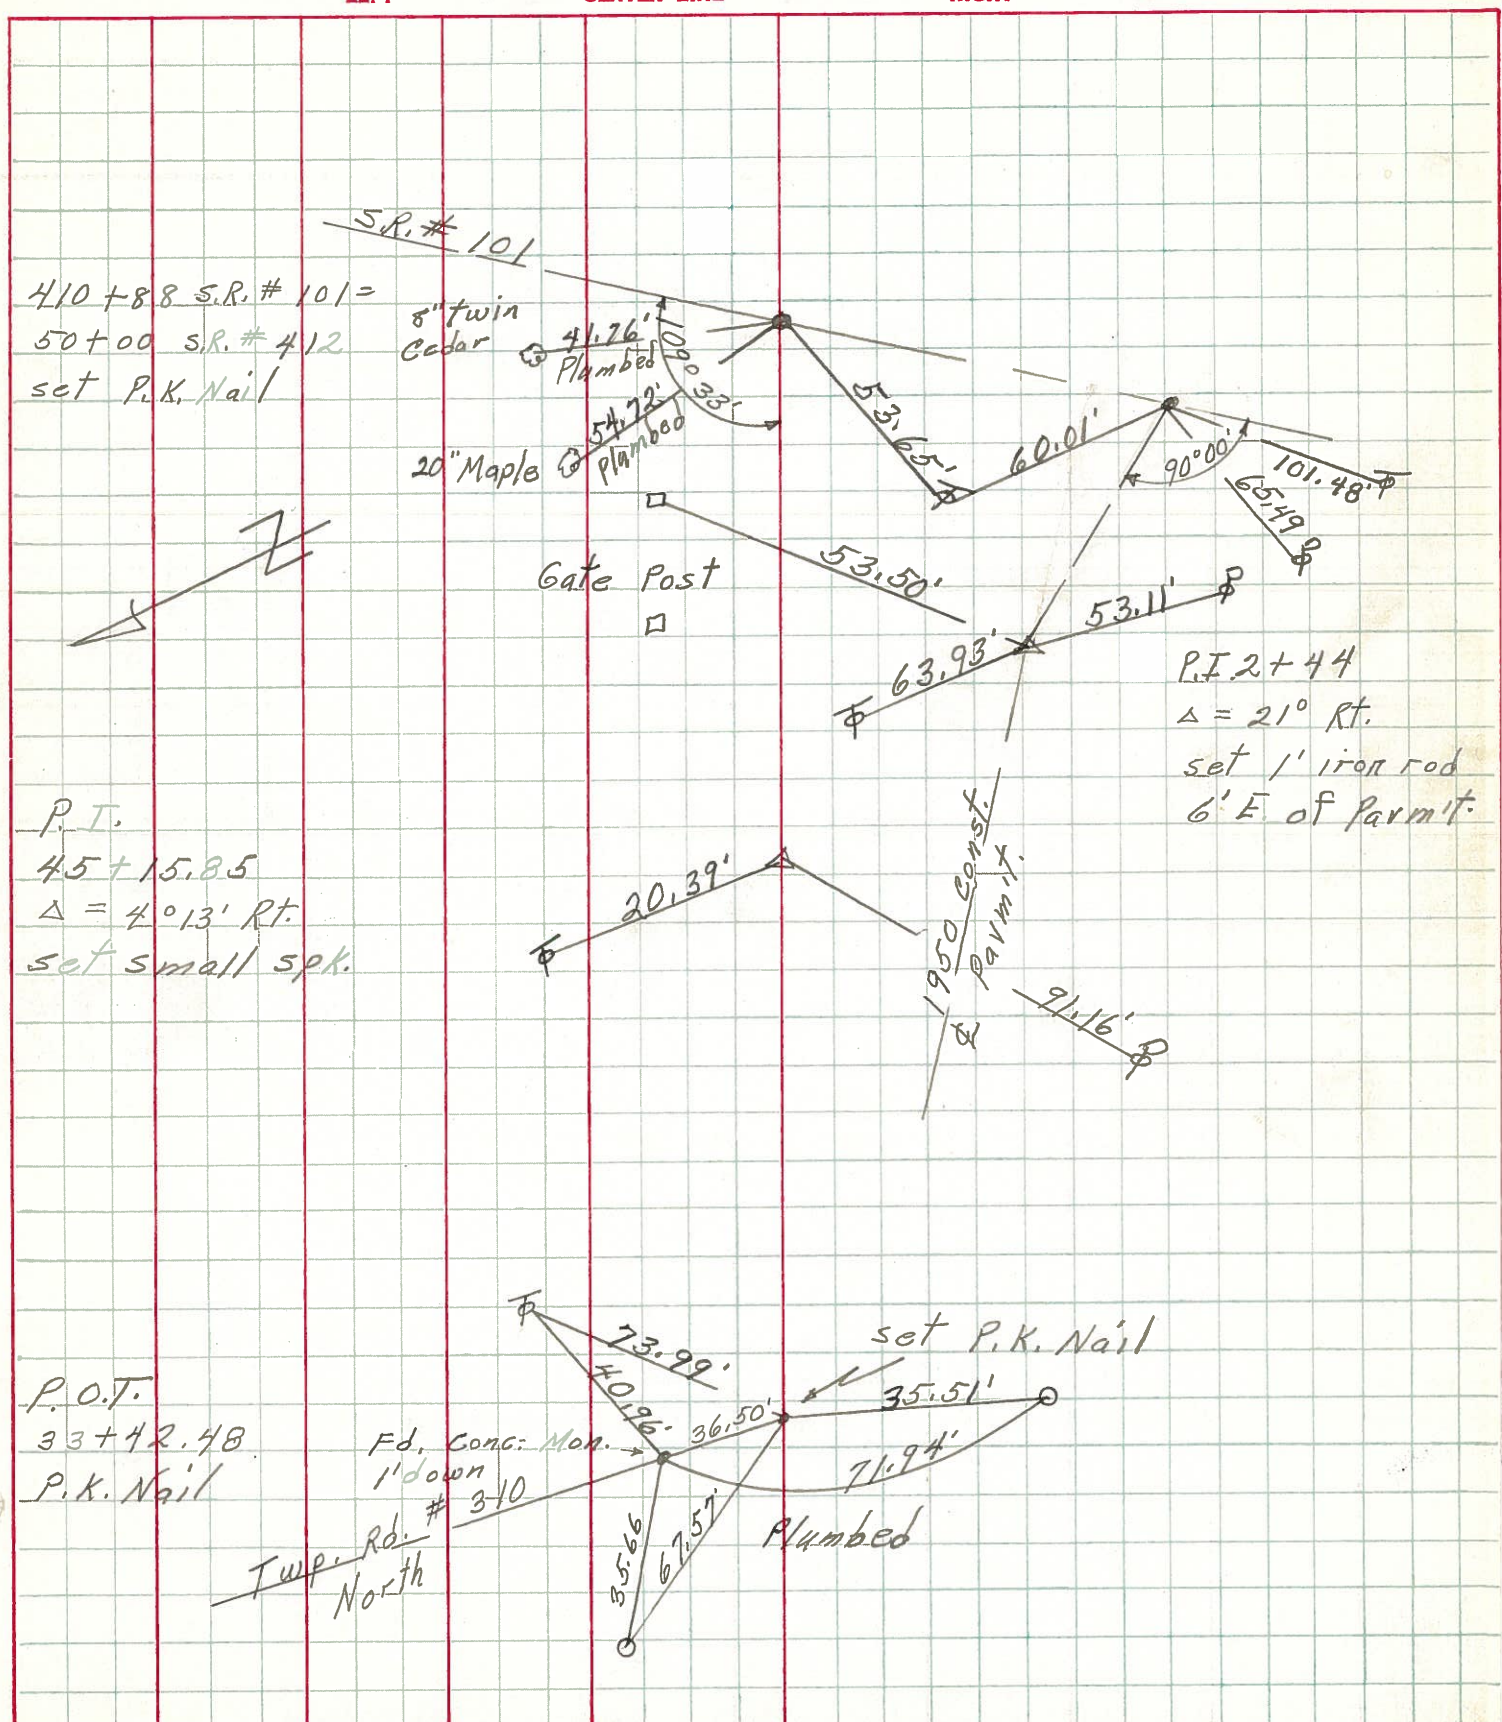 S.R. # 101
410+88 S.R. # 101 =
50+00 S.R. # 412
set P.K. Nail
8" twin
Cedar
41.76'
Plumbed
109° 33'
54.72'
Plumbed
20" Maple
53.65'
60.01'
90°00'
101.48'
65.49
Gate Post
53.50'
53.11'
63.93'
P.I. 2+44
Δ = 21° Rt.
set 1' iron rod
6' E. of Parm't.
P.I.
45+15.85
Δ = 4°13' Rt.
set small spk.
20.39'
℄ 1950 Const.
Pavm't.
91.16'
73.99'
40.96'
set P.K. Nail
35.51'
36.50'
71.94'
P.O.T.
33+42.48
P.K. Nail
Fd. Conc. Mon.
1' down
Twp. Rd. # 310
North
35.66
67.57'
Plumbed